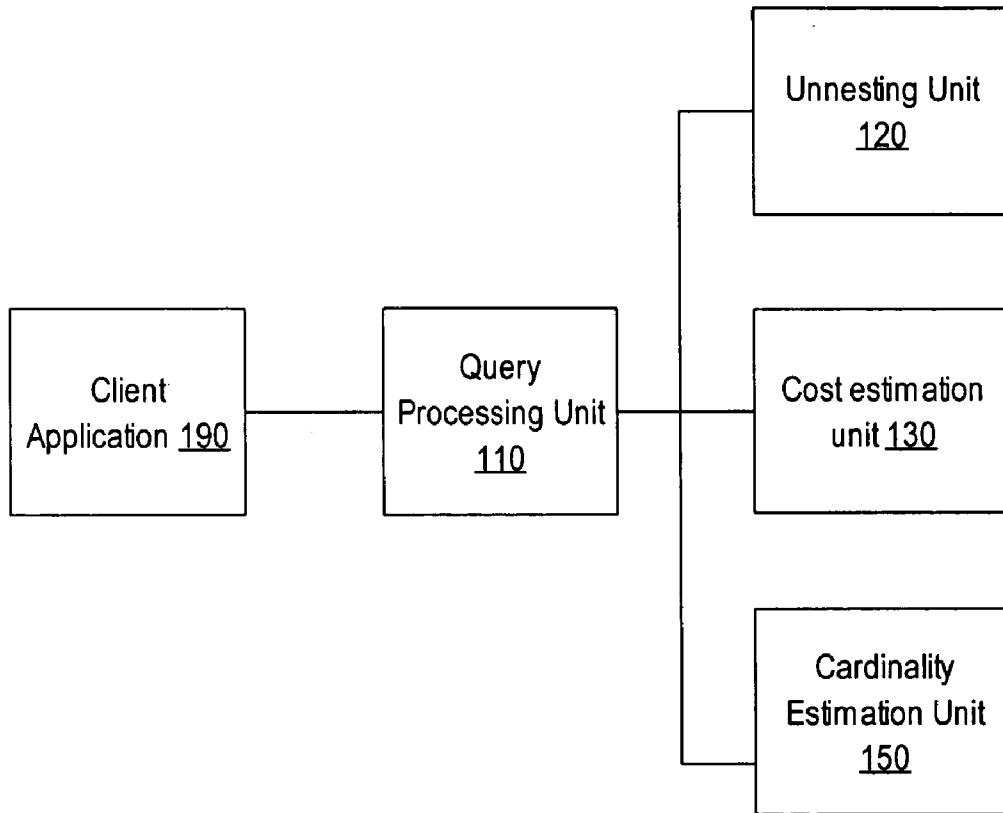 Unnesting Unit
120
Client
Application 190
Query
Processing Unit
110
Cost estimation
unit 130
Cardinality
Estimation Unit
150